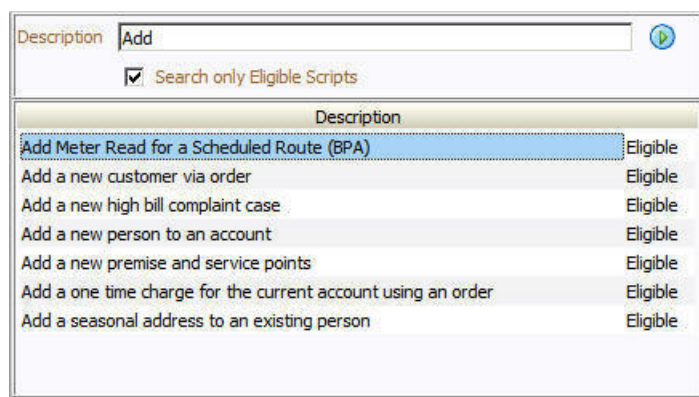 Description Add
Search only Eligible Scripts
Description
Add Meter Read for a Scheduled Route (BPA) Eligible
Add a new customer via order Eligible
Add a new high bill complaint case Eligible
Add a new person to an account Eligible
Add a new premise and service points Eligible
Add a one time charge for the current account using an order Eligible
Add a seasonal address to an existing person Eligible